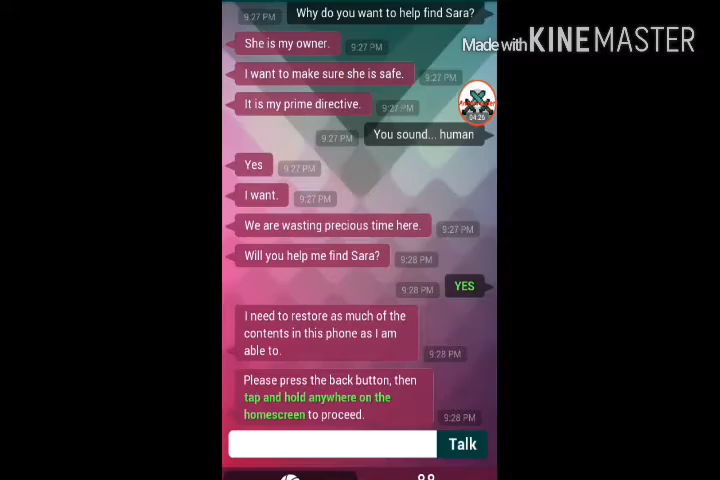 9:27 PM Why do you want to help find Sara?
She is my owner. 9:27 PM
Made with KINEMASTER
I want to make sure she is safe. 9:27 PM
It is my prime directive. 9:27 PM
04:26
9:27 PM You sound... human
Yes 9:27 PM
I want. 9:27 PM
We are wasting precious time here. 9:27 PM
Will you help me find Sara? 9:28 PM
9:28 PM YES
I need to restore as much of the
contents in this phone as I am
able to. 9:28 PM
Please press the back button, then
tap and hold anywhere on the
homescreen to proceed. 9:28 PM
Talk